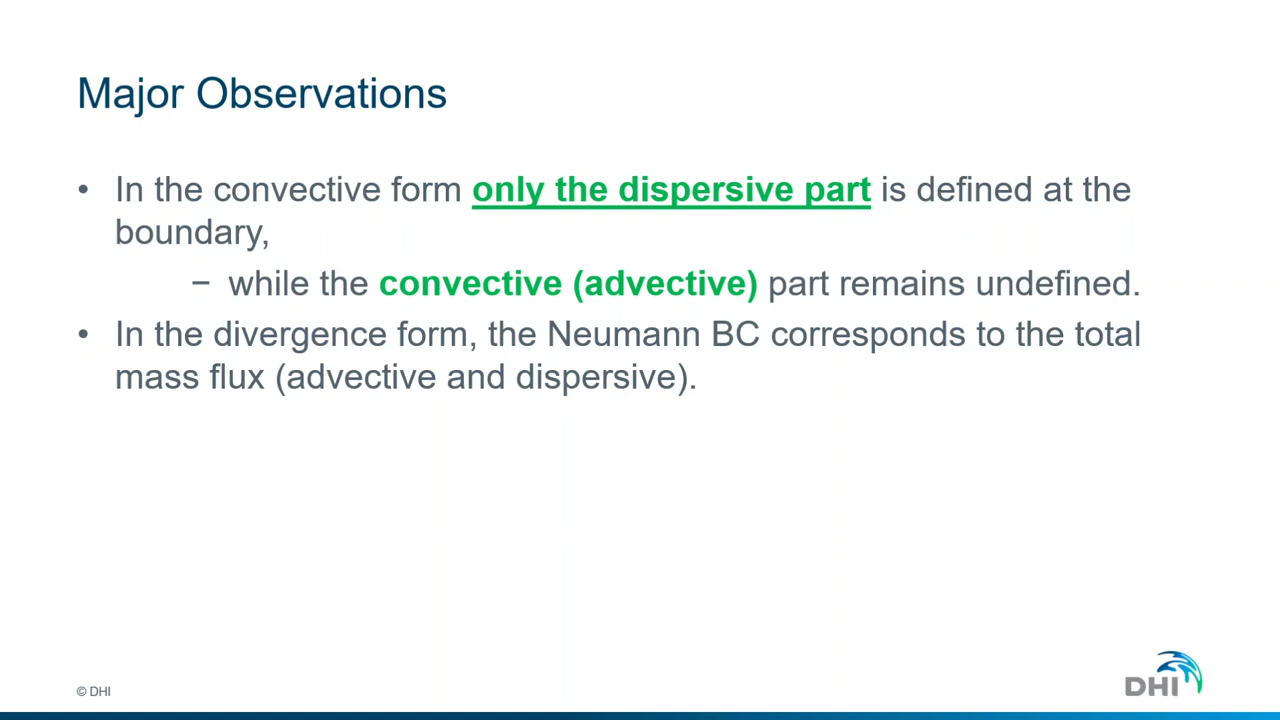 Major Observations
• In the convective form only the dispersive part is defined at the
boundary,
− while the convective (advective) part remains undefined.
• In the divergence form, the Neumann BC corresponds to the total
mass flux (advective and dispersive).
© DHI
DHI